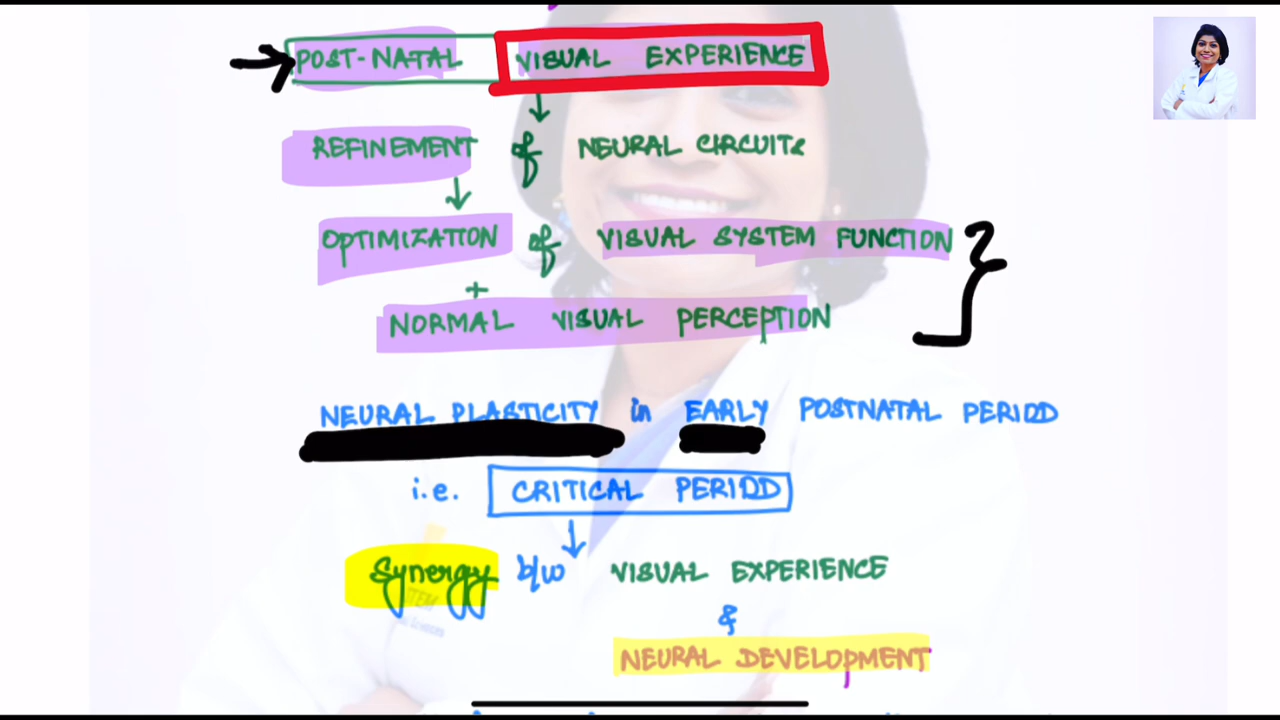 POST-NATAL VISUAL EXPERIENCE
REFINEMENT of NEURAL CIRCUITS
OPTIMIZATION of VISUAL SYSTEM FUNCTION
+
NORMAL VISUAL PERCEPTION
NEURAL PLASTICITY in EARLY POSTNATAL PERIOD
i.e. CRITICAL PERIOD
Synergy b/w VISUAL EXPERIENCE
&
NEURAL DEVELOPMENT